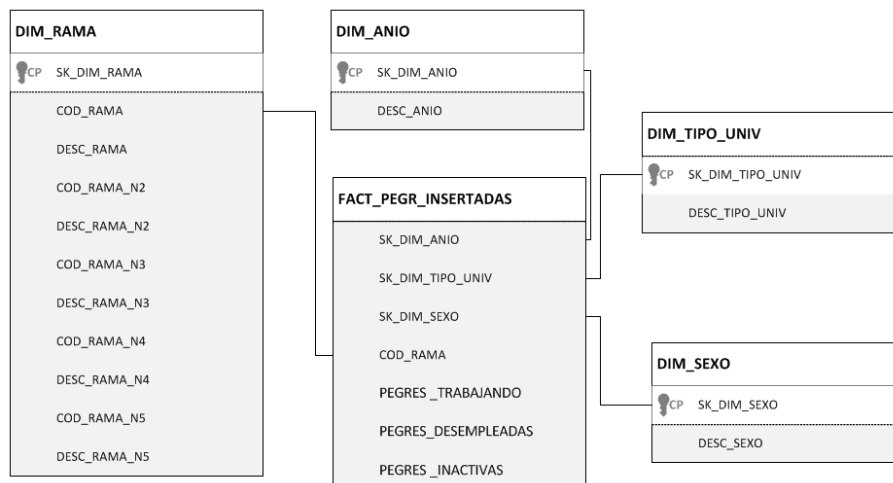 DIM_RAMA
CP SK_DIM_RAMA
COD_RAMA
DESC_RAMA
COD_RAMA_N2
DESC_RAMA_N2
COD_RAMA_N3
DESC_RAMA_N3
COD_RAMA_N4
DESC_RAMA_N4
COD_RAMA_N5
DESC_RAMA_N5
DIM_ANIO
CP SK_DIM_ANIO
DESC_ANIO
FACT_PEGR_INSERTADAS
SK_DIM_ANIO
SK_DIM_TIPO_UNIV
SK_DIM_SEXO
COD_RAMA
PEGRES _TRABAJANDO
PEGRES_DESEMPLEADAS
PEGRES _INACTIVAS
DIM_TIPO_UNIV
CP SK_DIM_TIPO_UNIV
DESC_TIPO_UNIV
DIM_SEXO
CP SK_DIM_SEXO
DESC_SEXO